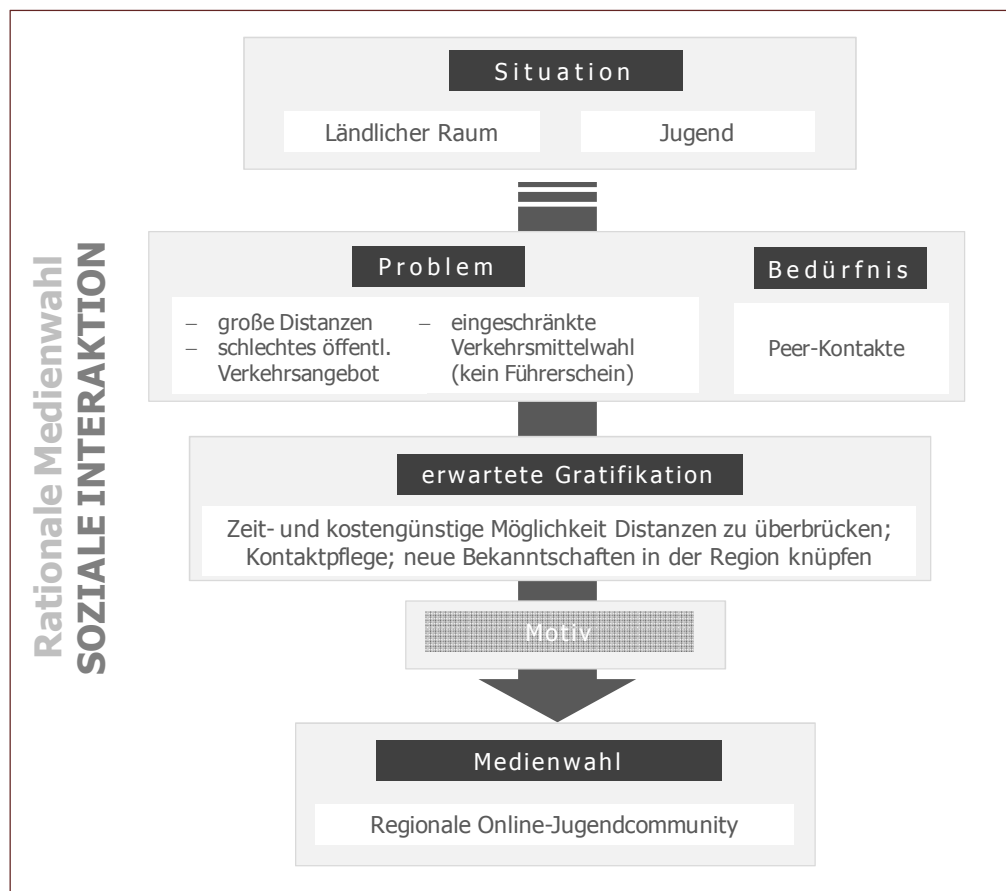 Rationale Medienwahl
SOZIALE INTERAKTION
Situation
Ländlicher Raum
Jugend
Problem
– große Distanzen
– schlechtes öffentl.
Verkehrsangebot
– eingeschränkte
Verkehrsmittelwahl
(kein Führerschein)
Bedürfnis
Peer-Kontakte
erwartete Gratifikation
Zeit- und kostengünstige Möglichkeit Distanzen zu überbrücken;
Kontaktpflege; neue Bekanntschaften in der Region knüpfen
Motiv
Medienwahl
Regionale Online-Jugendcommunity